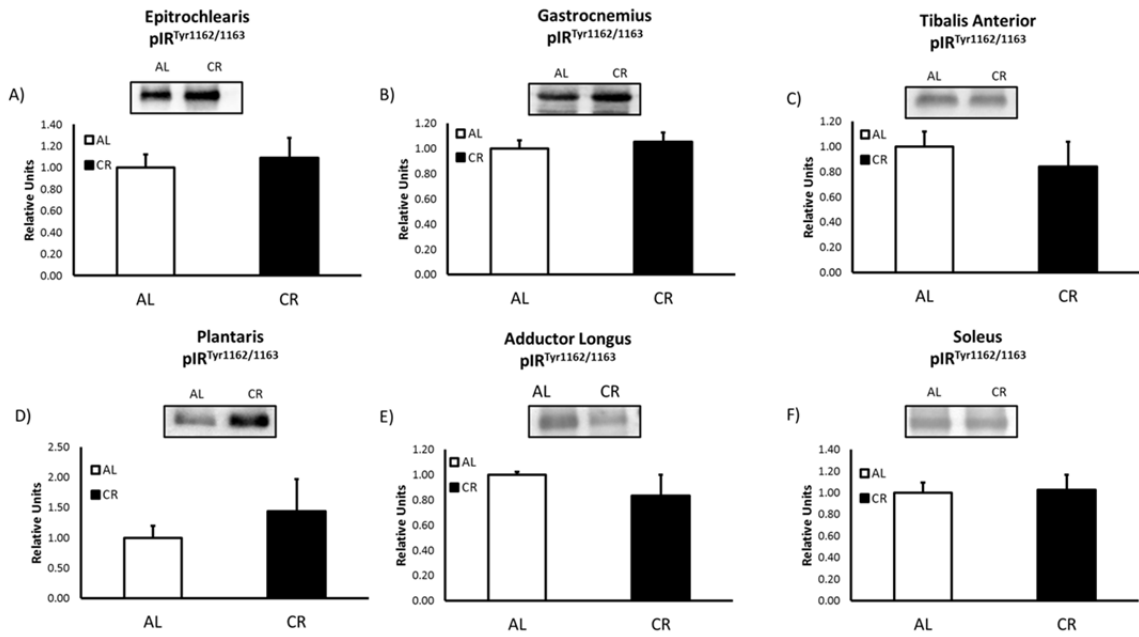 Epitrochlearis
pIR^Tyr1162/1163
AL CR
A)
1.40
1.20
1.00
0.80
0.60
0.40
0.20
0.00
Relative Units
AL
CR
AL CR
Gastrocnemius
pIR^Tyr1162/1163
AL CR
B)
1.20
1.00
0.80
0.60
0.40
0.20
0.00
Relative Units
AL
CR
AL CR
Tibalis Anterior
pIR^Tyr1162/1163
AL CR
C)
1.20
1.00
0.80
0.60
0.40
0.20
0.00
Relative Units
AL
CR
AL CR
Plantaris
pIR^Tyr1162/1163
AL CR
D)
2.50
2.00
1.50
1.00
0.50
0.00
Relative Units
AL
CR
AL CR
Adductor Longus
pIR^Tyr1162/1163
AL CR
E)
1.20
1.00
0.80
0.60
0.40
0.20
0.00
Relative Units
AL
CR
AL CR
Soleus
pIR^Tyr1162/1163
AL CR
F)
1.40
1.20
1.00
0.80
0.60
0.40
0.20
0.00
Relative Units
AL
CR
AL CR